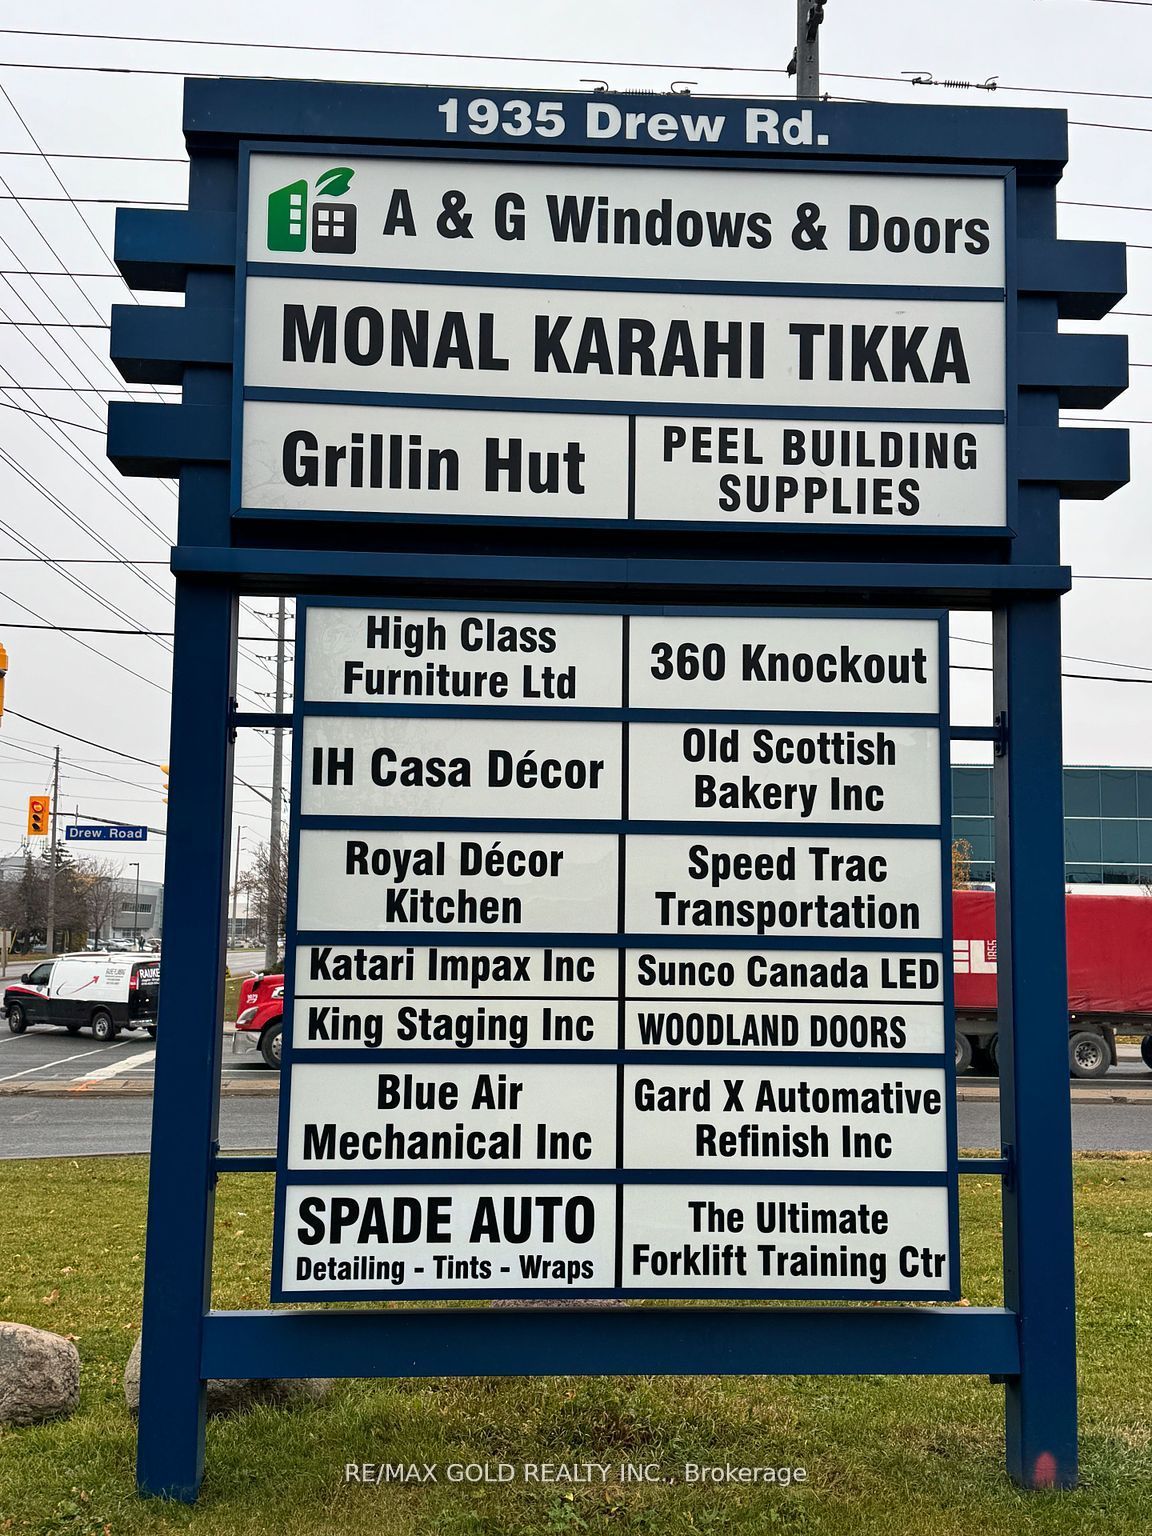 1935 Drew Rd.
A & G Windows & Doors
MONAL KARAHI TIKKA
Grillin Hut
PEEL BUILDING
SUPPLIES
High Class
Furniture Ltd
360 Knockout
IH Casa Décor
Old Scottish
Bakery Inc
Royal Décor
Kitchen
Speed Trac
Transportation
Katari Impax Inc
Sunco Canada LED
King Staging Inc
WOODLAND DOORS
Blue Air
Mechanical Inc
Gard X Automative
Refinish Inc
SPADE AUTO
Detailing - Tints - Wraps
The Ultimate
Forklift Training Ctr
Drew Road
RE/MAX GOLD REALTY INC., Brokerage